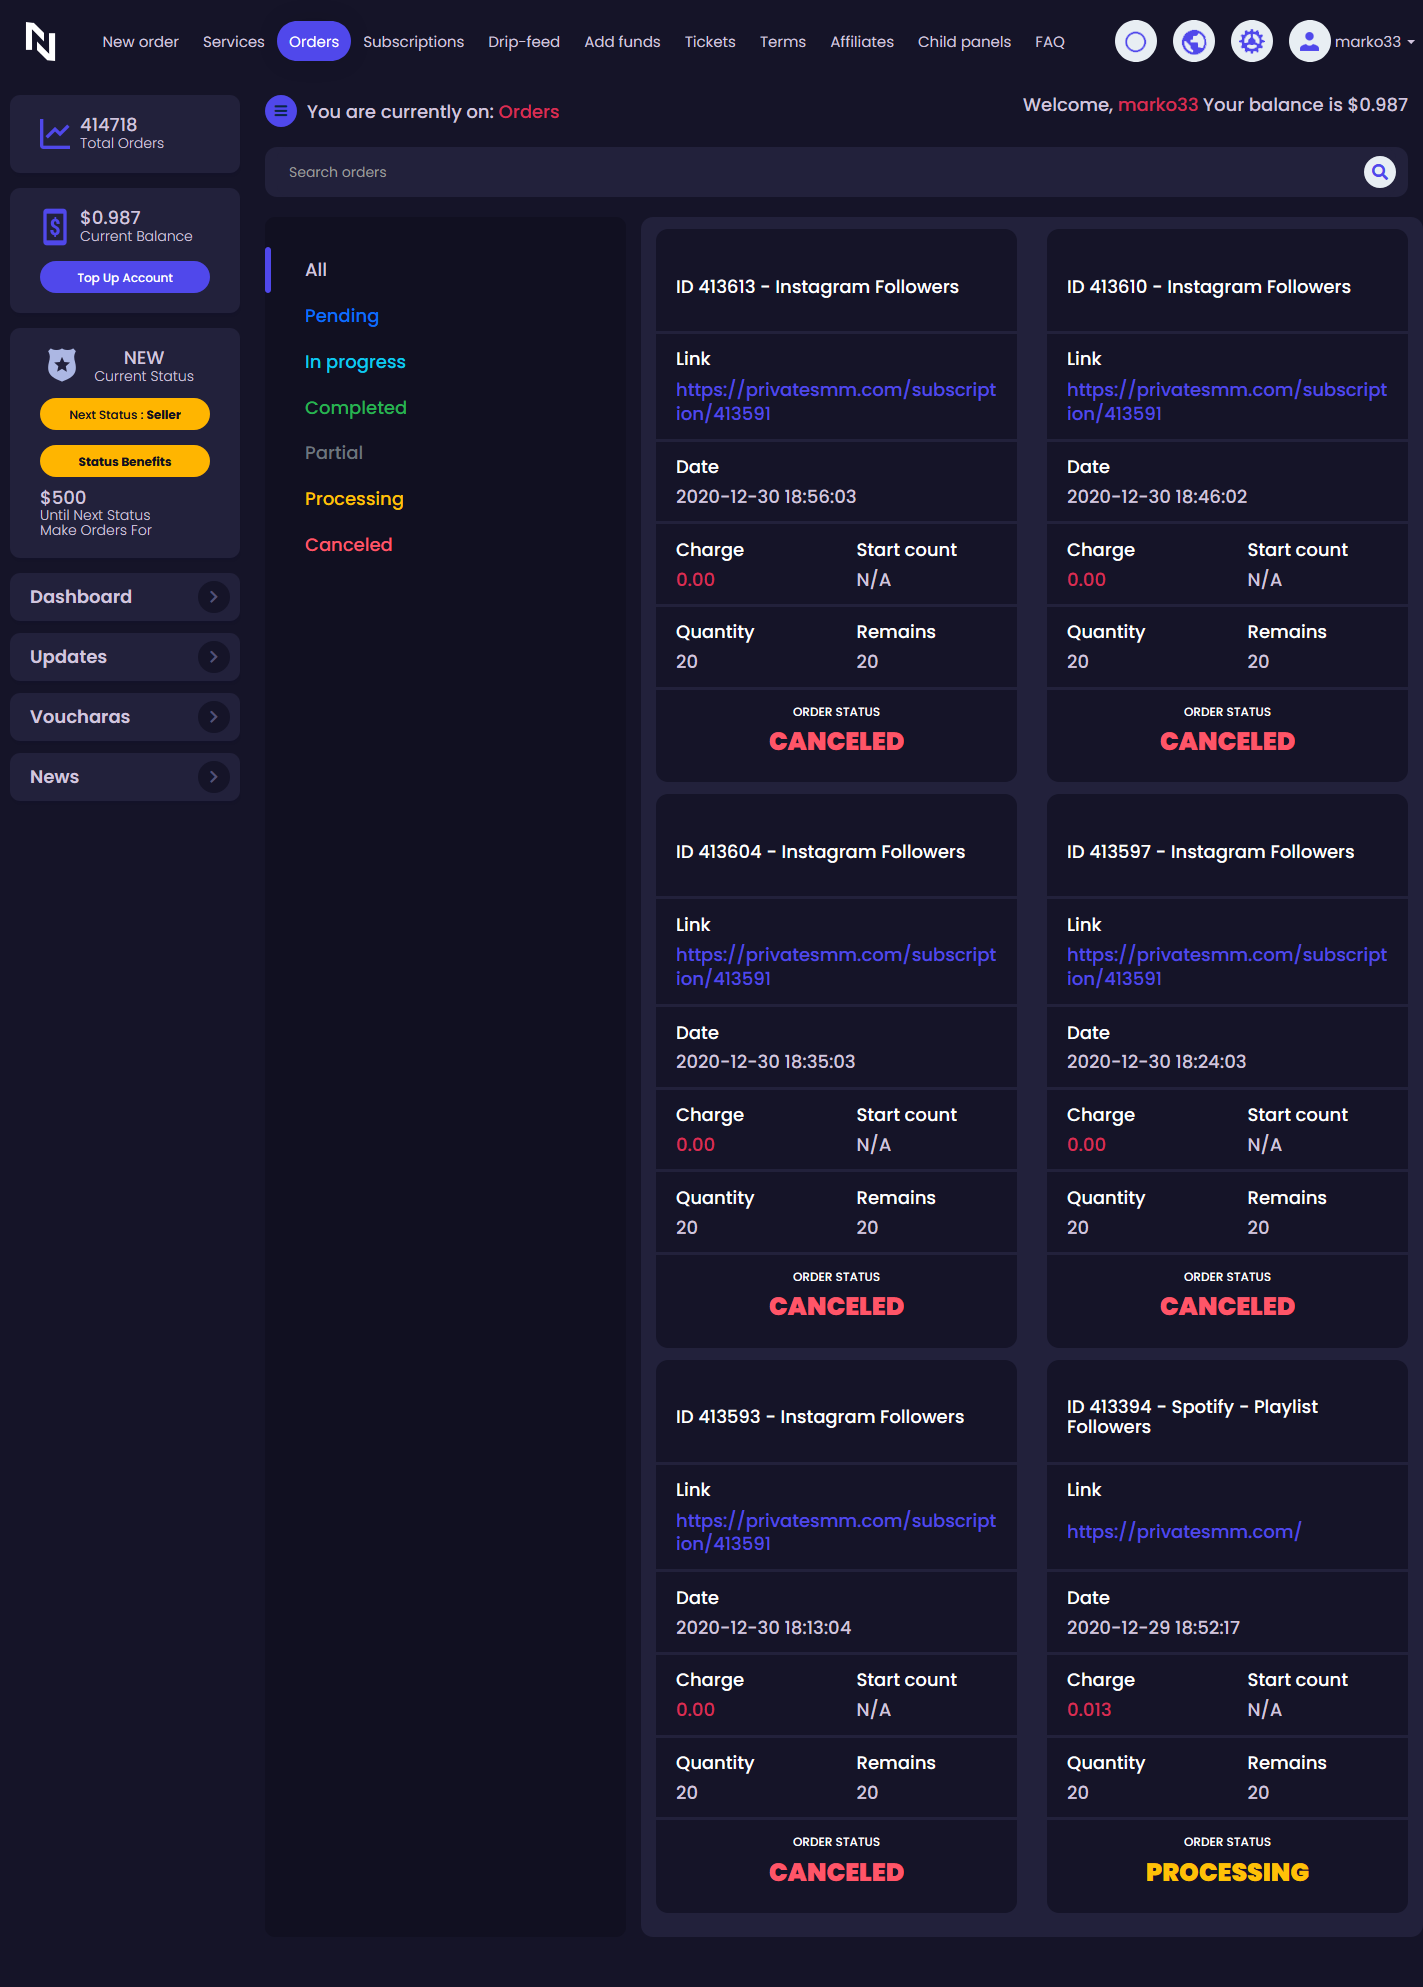 New order
Services
Orders
Subscriptions
Drip-feed
Add funds
Tickets
Terms
Affiliates
Child panels
FAQ
marko33
414718
Total Orders
$0.987
Current Balance
Top Up Account
NEW
Current Status
Next Status : Seller
Status Benefits
$500
Until Next Status
Make Orders For
Dashboard
Updates
Voucharas
News
You are currently on: Orders
Welcome, marko33 Your balance is $0.987
Search orders
All
Pending
In progress
Completed
Partial
Processing
Canceled
ID 413613 - Instagram Followers
Link
https://privatesmm.com/subscript
ion/413591
Date
2020-12-30 18:56:03
Charge
Start count
0.00
N/A
Quantity
Remains
20
20
ORDER STATUS
CANCELED
ID 413610 - Instagram Followers
Link
https://privatesmm.com/subscript
ion/413591
Date
2020-12-30 18:46:02
Charge
Start count
0.00
N/A
Quantity
Remains
20
20
ORDER STATUS
CANCELED
ID 413604 - Instagram Followers
Link
https://privatesmm.com/subscript
ion/413591
Date
2020-12-30 18:35:03
Charge
Start count
0.00
N/A
Quantity
Remains
20
20
ORDER STATUS
CANCELED
ID 413597 - Instagram Followers
Link
https://privatesmm.com/subscript
ion/413591
Date
2020-12-30 18:24:03
Charge
Start count
0.00
N/A
Quantity
Remains
20
20
ORDER STATUS
CANCELED
ID 413593 - Instagram Followers
Link
https://privatesmm.com/subscript
ion/413591
Date
2020-12-30 18:13:04
Charge
Start count
0.00
N/A
Quantity
Remains
20
20
ORDER STATUS
CANCELED
ID 413394 - Spotify - Playlist
Followers
Link
https://privatesmm.com/
Date
2020-12-29 18:52:17
Charge
Start count
0.013
N/A
Quantity
Remains
20
20
ORDER STATUS
PROCESSING